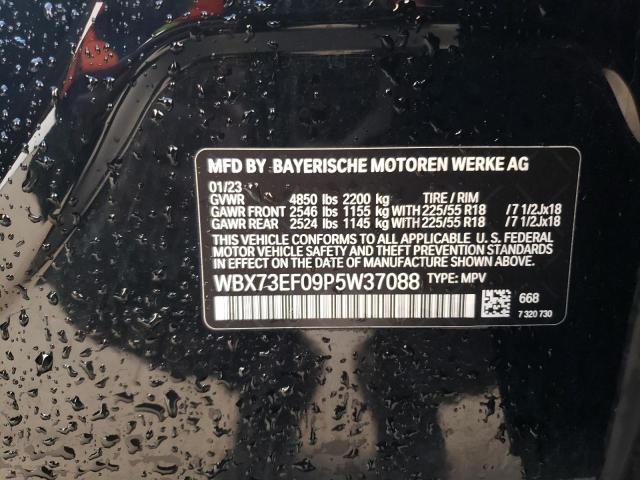 MFD BY BAYERISCHE MOTOREN WERKE AG
01/23
GVWR 4850 lbs 2200 kg TIRE / RIM
GAWR FRONT 2546 lbs 1155 kg WITH 225/55 R18 /7 1/2Jx18
GAWR REAR 2524 lbs 1145 kg WITH 225/55 R18 /7 1/2Jx18
THIS VEHICLE CONFORMS TO ALL APPLICABLE U.S. FEDERAL
MOTOR VEHICLE SAFETY AND THEFT PREVENTION STANDARDS
IN EFFECT ON THE DATE OF MANUFACTURE SHOWN
ABOVE.
WBX73EF09P5W37088 TYPE: MPV
668
7 320 730